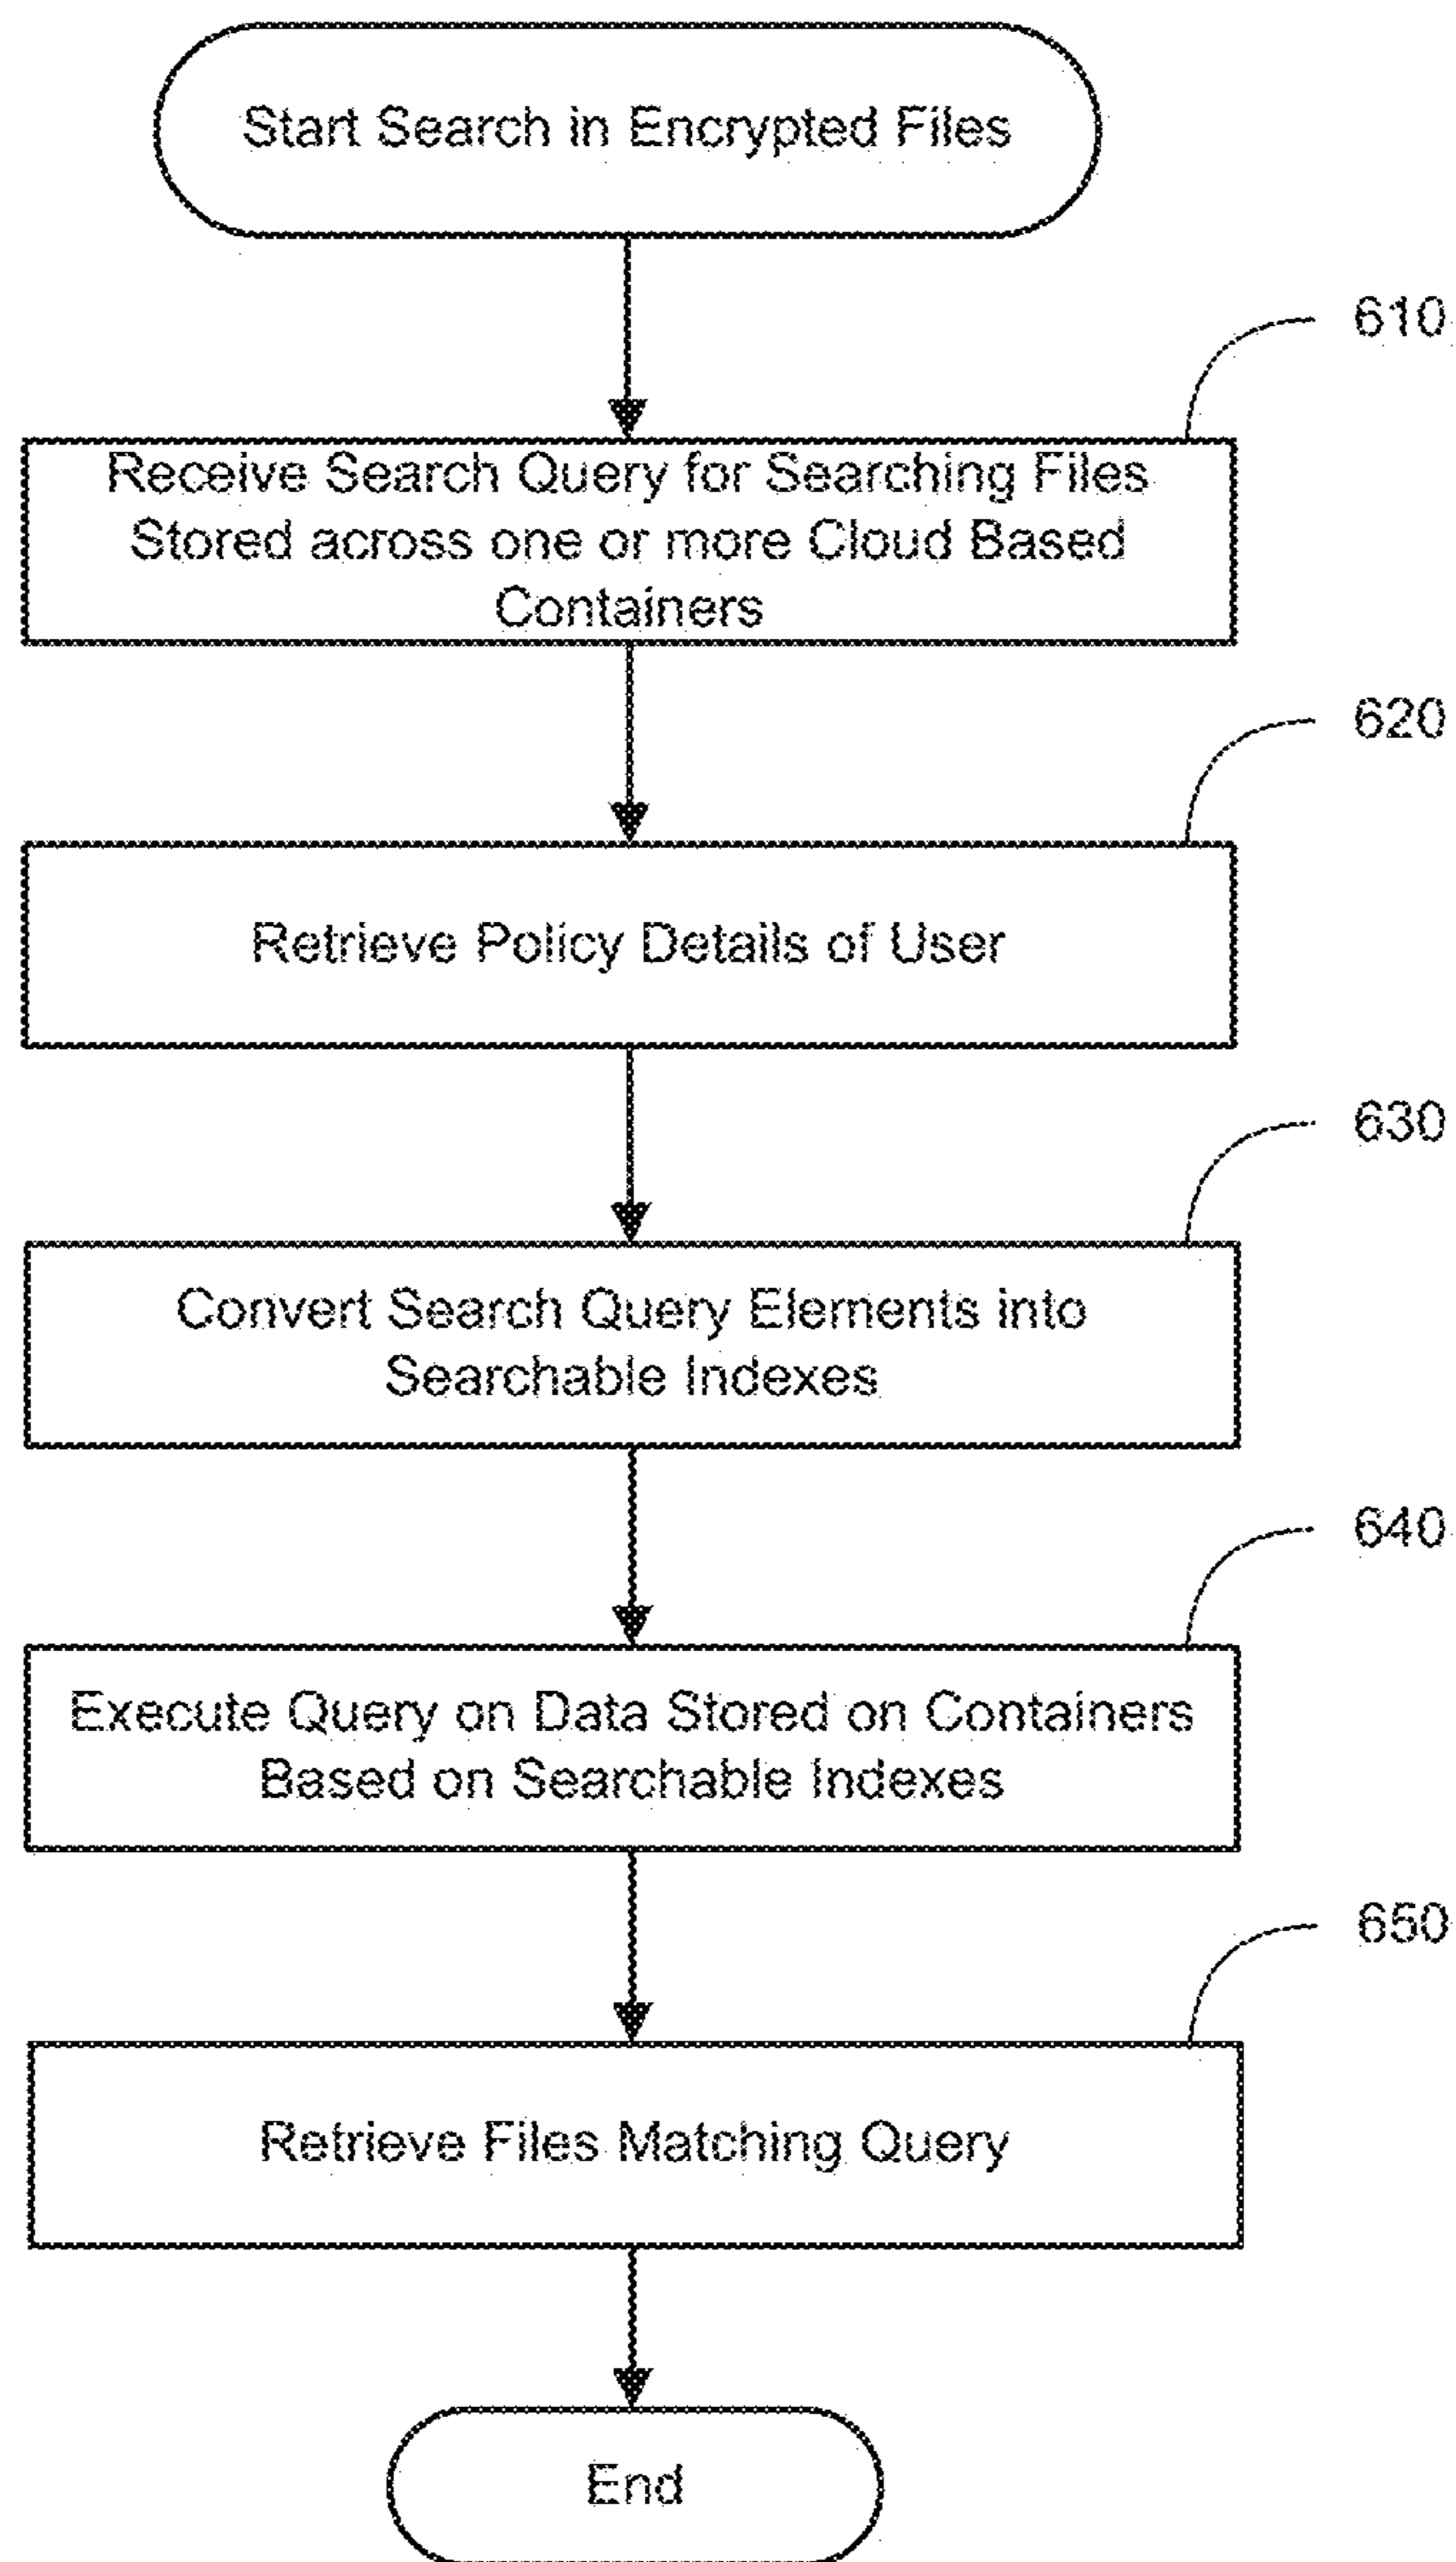 Start Search in Encrypted Files
610
Receive Search Query for Searching Files
Stored across one or more Cloud Based
Containers
620
Retrieve Policy Details of User
630
Convert Search Query Elements into
Searchable Indexes
640
Execute Query on Data Stored on Containers
Based on Searchable Indexes
650
Retrieve Files Matching Query
End